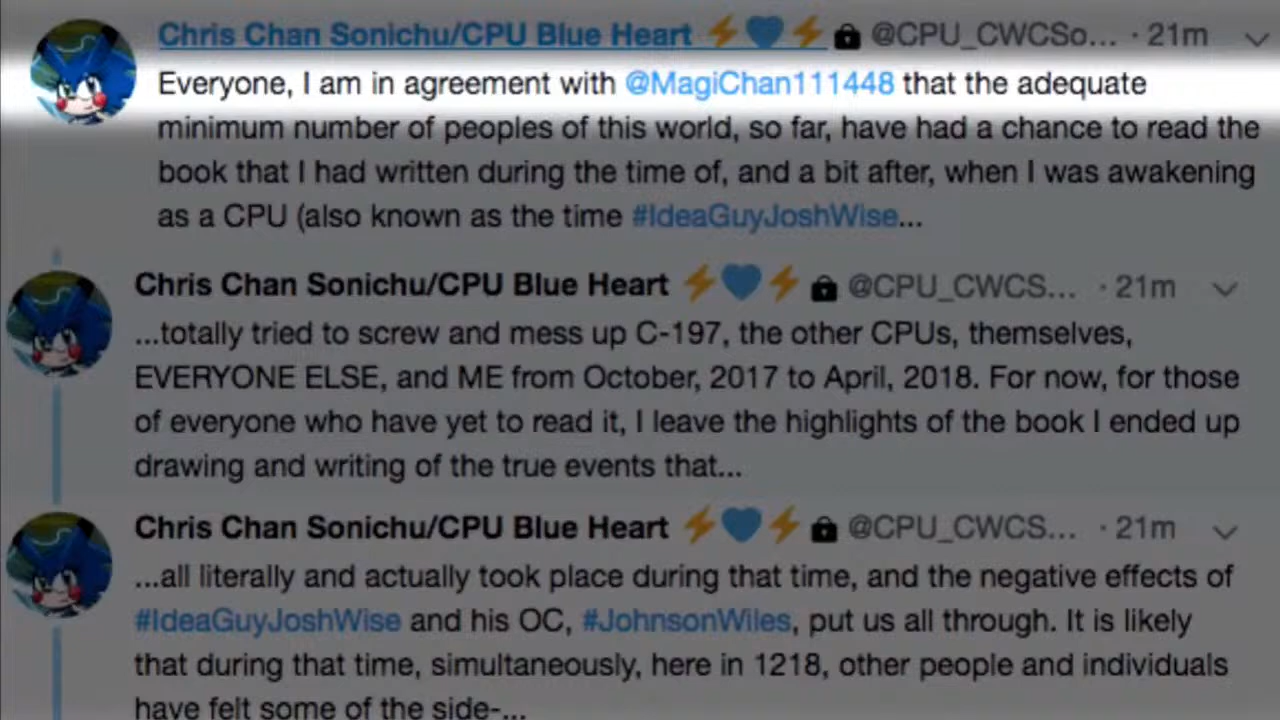 Chris Chan Sonichu/CPU Blue Heart ⚡💙⚡🔒 @CPU_CWCSo... · 21m
Everyone, I am in agreement with @MagiChan111448 that the adequate
minimum number of peoples of this world, so far, have had a chance to read the
book that I had written during the time of, and a bit after, when I was awakening
as a CPU (also known as the time #IdeaGuyJoshWise...
Chris Chan Sonichu/CPU Blue Heart ⚡💙⚡🔒 @CPU_CWCS... · 21m
...totally tried to screw and mess up C-197, the other CPUs, themselves,
EVERYONE ELSE, and ME from October, 2017 to April, 2018. For now, for those
of everyone who have yet to read it, I leave the highlights of the book I ended up
drawing and writing of the true events that...
Chris Chan Sonichu/CPU Blue Heart ⚡💙⚡🔒 @CPU_CWCS... · 21m
...all literally and actually took place during that time, and the negative effects of
#IdeaGuyJoshWise and his OC, #JohnsonWiles, put us all through. It is likely
that during that time, simultaneously, here in 1218, other people and individuals
have felt some of the side-...